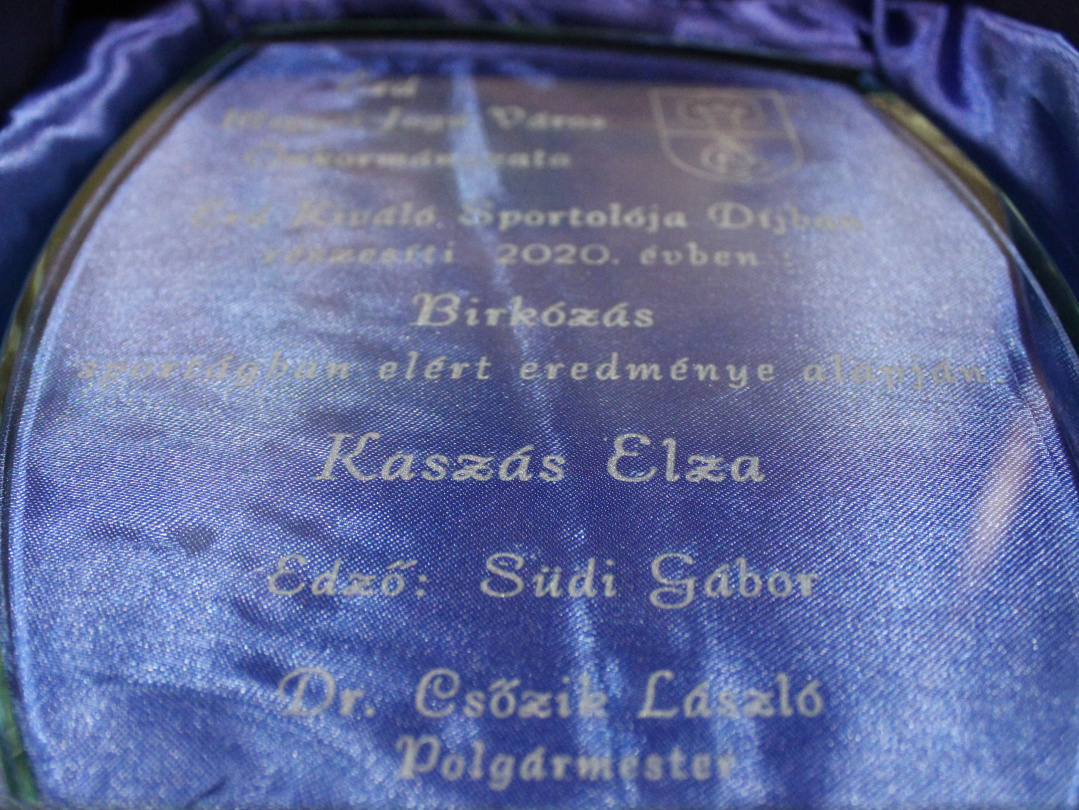 Érd
Megyei Jogú Város
Önkormányzata
Érd Kiváló Sportolója Díjban
részesíti 2020. évben :
Birkózás
sportágban elért eredménye alapján.
Kaszás Elza
Edző: Südi Gábor
Dr. Csőzik László
Polgármester